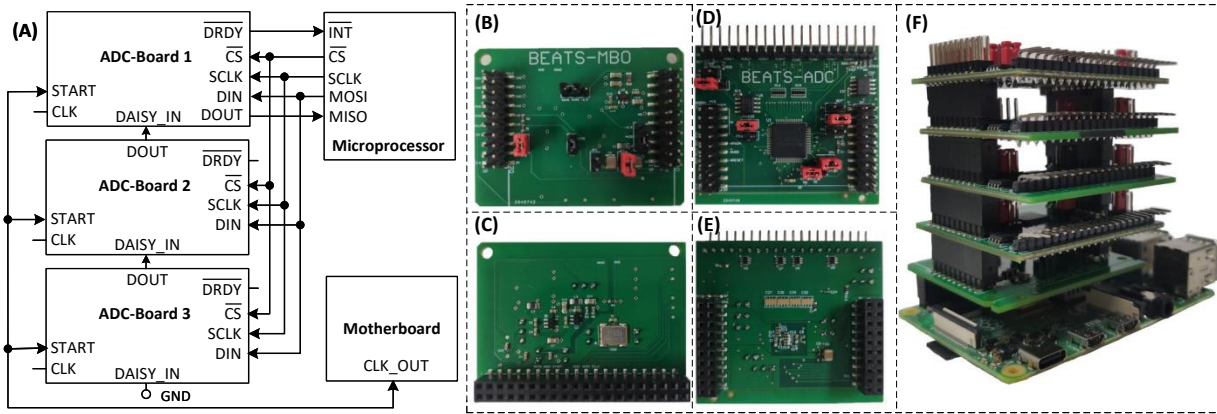 (A)
ADC-Board 1
DRDY
CS
SCLK
DIN
DOUT
START
CLK
DAISY_IN
INT
CS
SCLK
MOSI
MISO
Microprocessor
DOUT
ADC-Board 2
DRDY
CS
SCLK
DIN
START
CLK
DAISY_IN
DOUT
ADC-Board 3
DRDY
CS
SCLK
DIN
START
CLK
DAISY_IN
GND
Motherboard
CLK_OUT
(B)
BEATS-MBO
(C)
(D)
BEATS-ADC
(E)
(F)